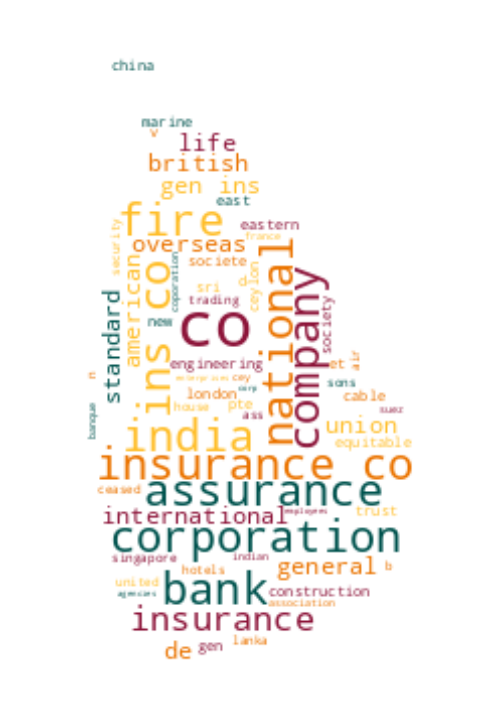 china
marine
v
life
british
gen ins
east
fire
eastern
france
security
overseas
societe
american
ins co
coporation
sri
d
ceylon
trading
national
company
society
standard
new
co
engineering
et
air
n
enterprises
cey
corp
sons
london
cable
house
pte
ass
suez
banque
india
union
equitable
insurance co
ceased
assurance
international
employees
trust
corporation
singapore
indian
hotels
general
b
united
bank
agencies
construction
association
insurance
de
gen
lanka